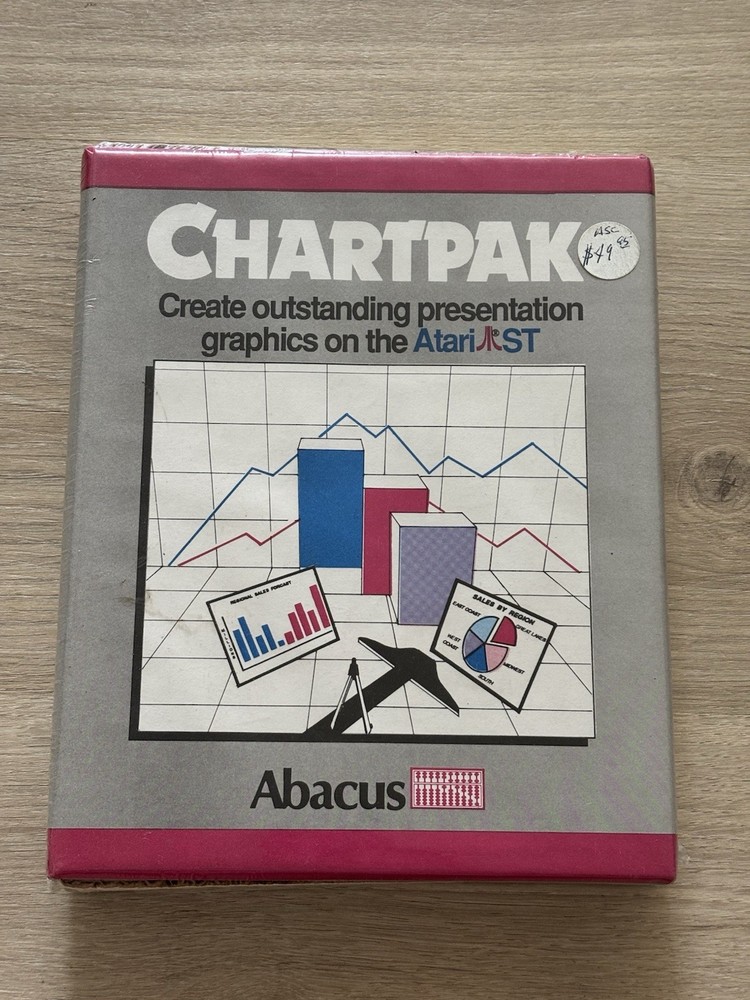 CHARTPAK
ASC
$49 95
Create outstanding presentation
graphics on the Atari ® ST
REGIONAL SALES FORCAST
SALES BY REGION
EAST COAST
GREAT LAKES
WEST
COAST
MIDWEST
SOUTH
Abacus